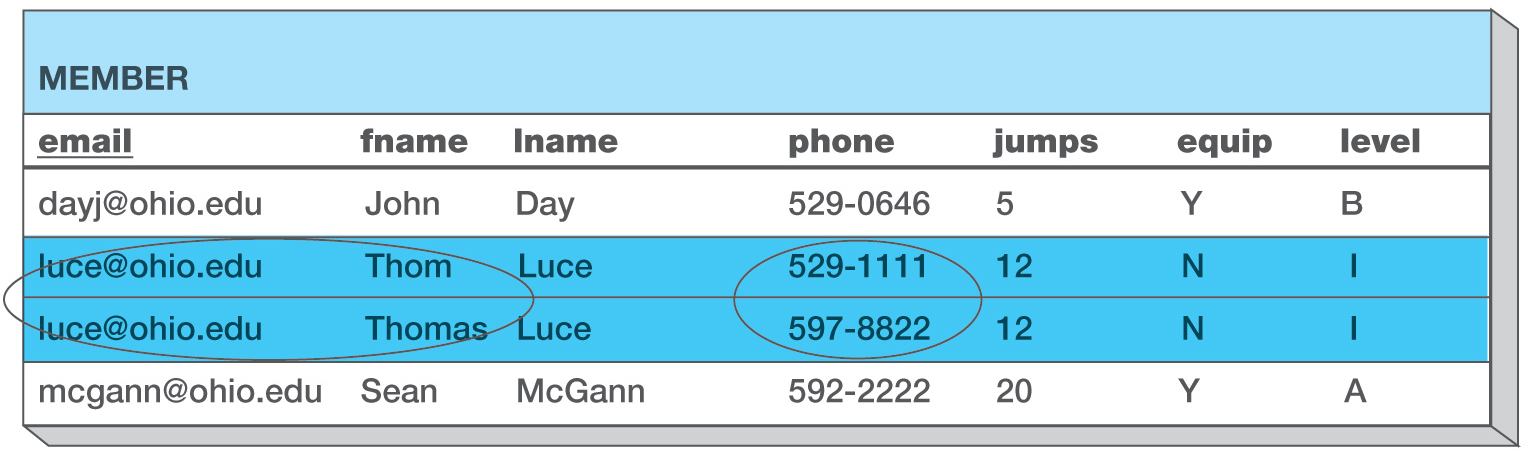 MEMBER
email fname lname phone jumps equip level
dayj@ohio.edu John Day 529-0646 5 Y B
luce@ohio.edu Thom Luce 529-1111 12 N I
luce@ohio.edu Thomas Luce 597-8822 12 N I
mcgann@ohio.edu Sean McGann 592-2222 20 Y A